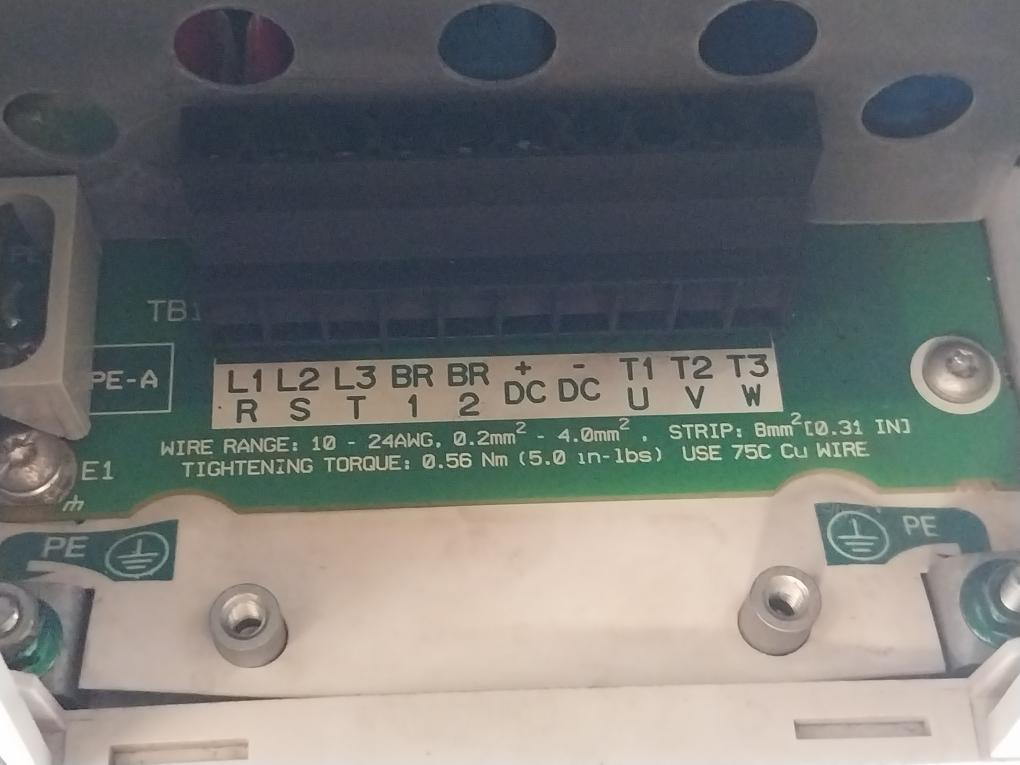 TB1
PE-A
L1 L2 L3 BR BR + - T1 T2 T3
R S T 1 2 DC DC U V W
WIRE RANGE: 10 - 24AWG, 0.2mm² - 4.0mm², STRIP: 8mm²[0.31 IN]
TIGHTENING TORQUE: 0.56 Nm (5.0 in-lbs) USE 75C Cu WIRE
E1
PE
PE